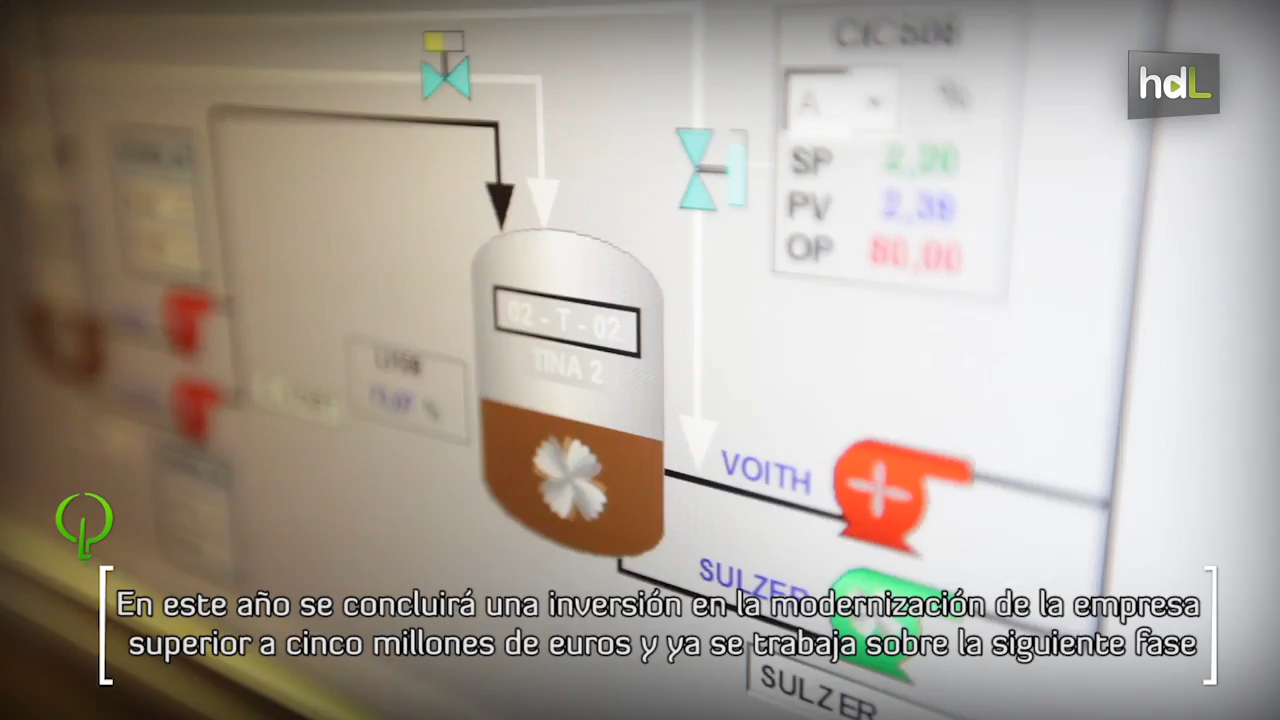 hdL
A
%
SP 2,20
PV 2,39
OP 80,00
02 - T - 02
TINA 2
%
VOITH
SULZER
En este año se concluirá una inversión en la modernización de la empresa
superior a cinco millones de euros y ya se trabaja sobre la siguiente fase
SULZER